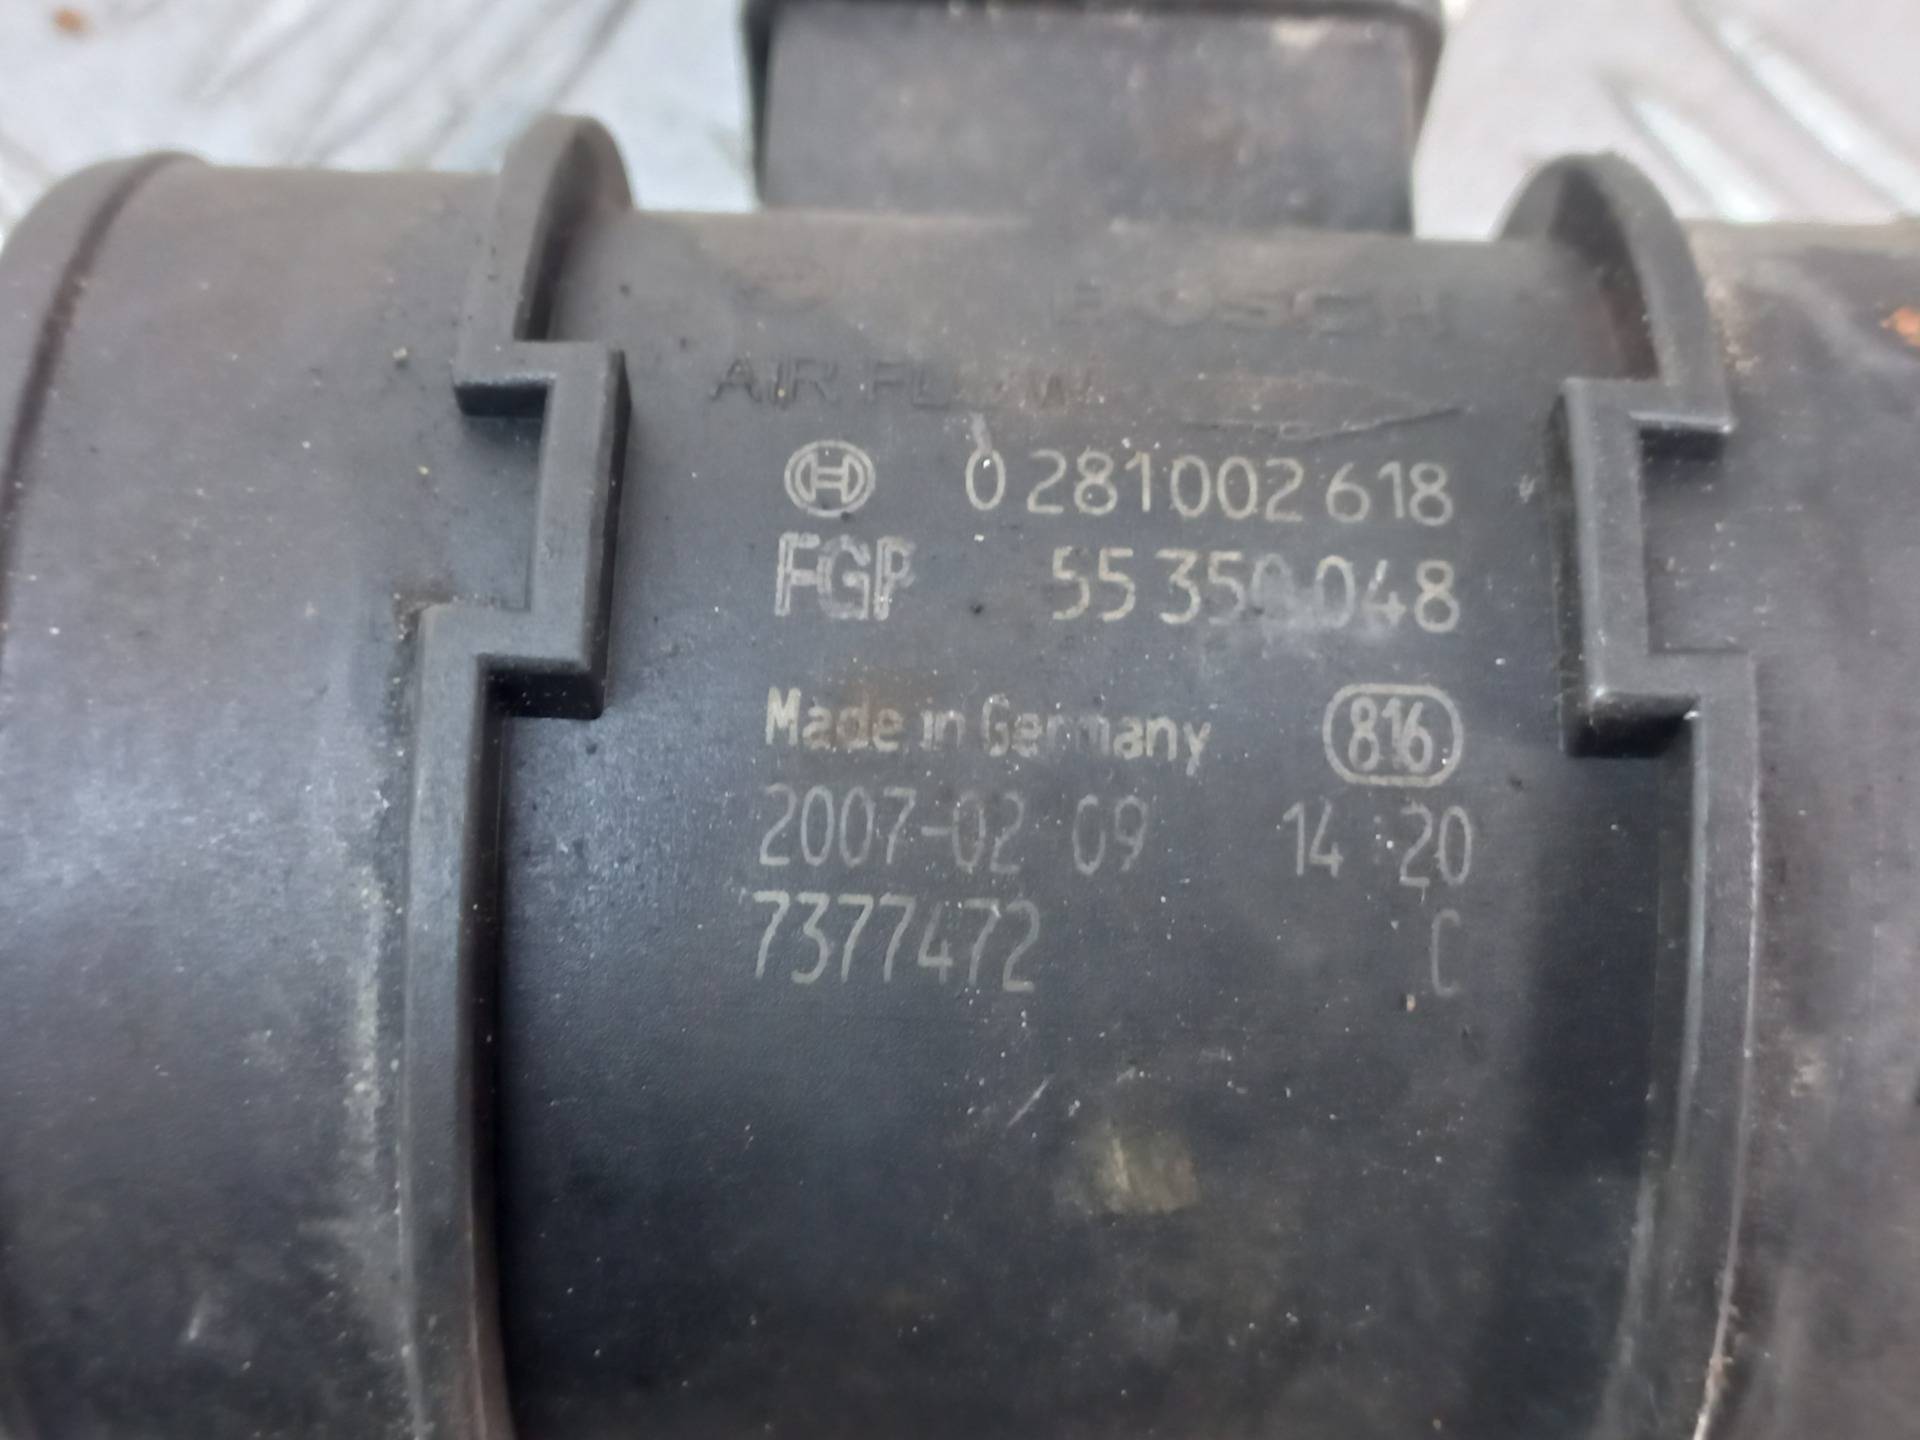 BOSCH
AIR FLOW
0 281 002 618
FGP 55 350 048
Made in Germany 816
2007-02 09 14 20
7377472 C